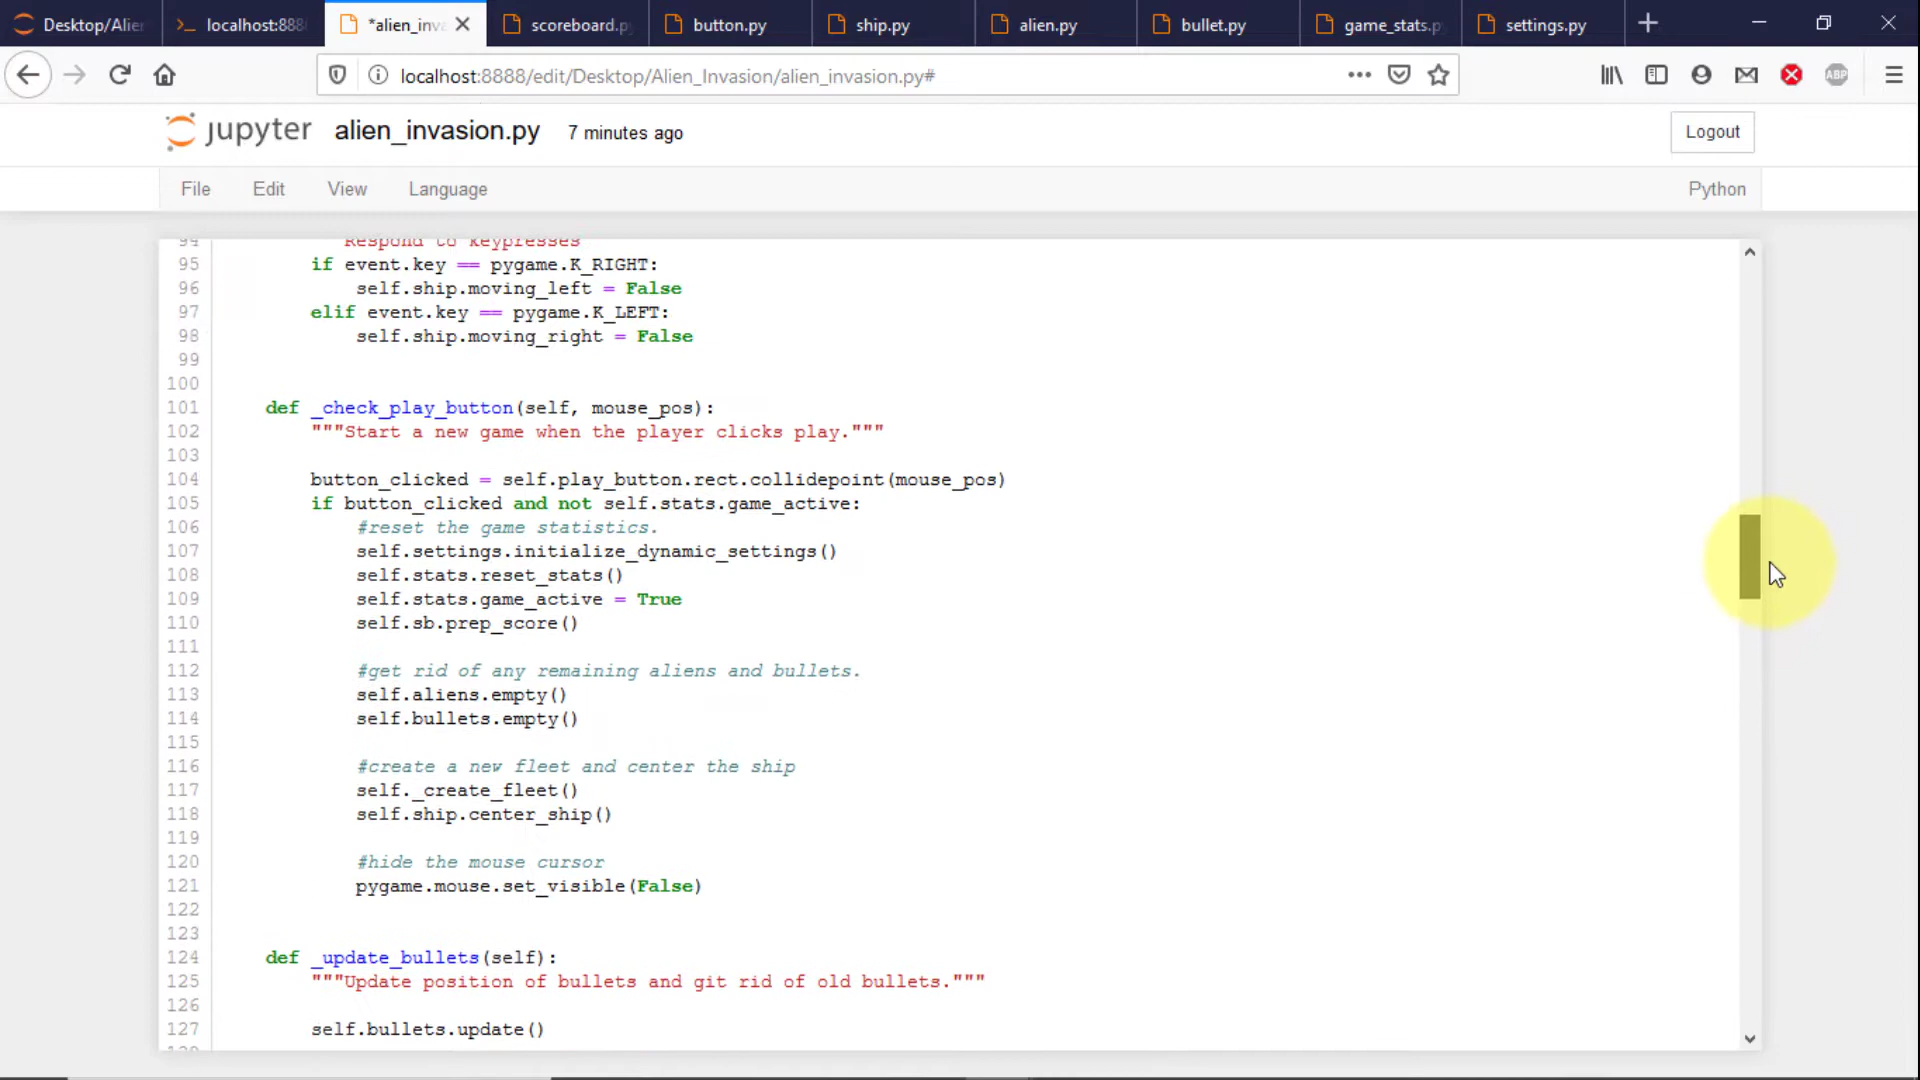 Desktop/Alie
localhost:888
*alien_inva
scoreboard.py
button.py
ship.py
alien.py
bullet.py
game_stats.py
settings.py
localhost:8888/edit/Desktop/Alien_Invasion/alien_invasion.py#
ABP
jupyter alien_invasion.py 7 minutes ago
Logout
File Edit View Language
Python
94 Respond to keypresses
95 if event.key == pygame.K_RIGHT:
96 self.ship.moving_left = False
97 elif event.key == pygame.K_LEFT:
98 self.ship.moving_right = False
99
100
101 def _check_play_button(self, mouse_pos):
102 """Start a new game when the player clicks play."""
103
104 button_clicked = self.play_button.rect.collidepoint(mouse_pos)
105 if button_clicked and not self.stats.game_active:
106 #reset the game statistics.
107 self.settings.initialize_dynamic_settings()
108 self.stats.reset_stats()
109 self.stats.game_active = True
110 self.sb.prep_score()
111
112 #get rid of any remaining aliens and bullets.
113 self.aliens.empty()
114 self.bullets.empty()
115
116 #create a new fleet and center the ship
117 self._create_fleet()
118 self.ship.center_ship()
119
120 #hide the mouse cursor
121 pygame.mouse.set_visible(False)
122
123
124 def _update_bullets(self):
125 """Update position of bullets and git rid of old bullets."""
126
127 self.bullets.update()